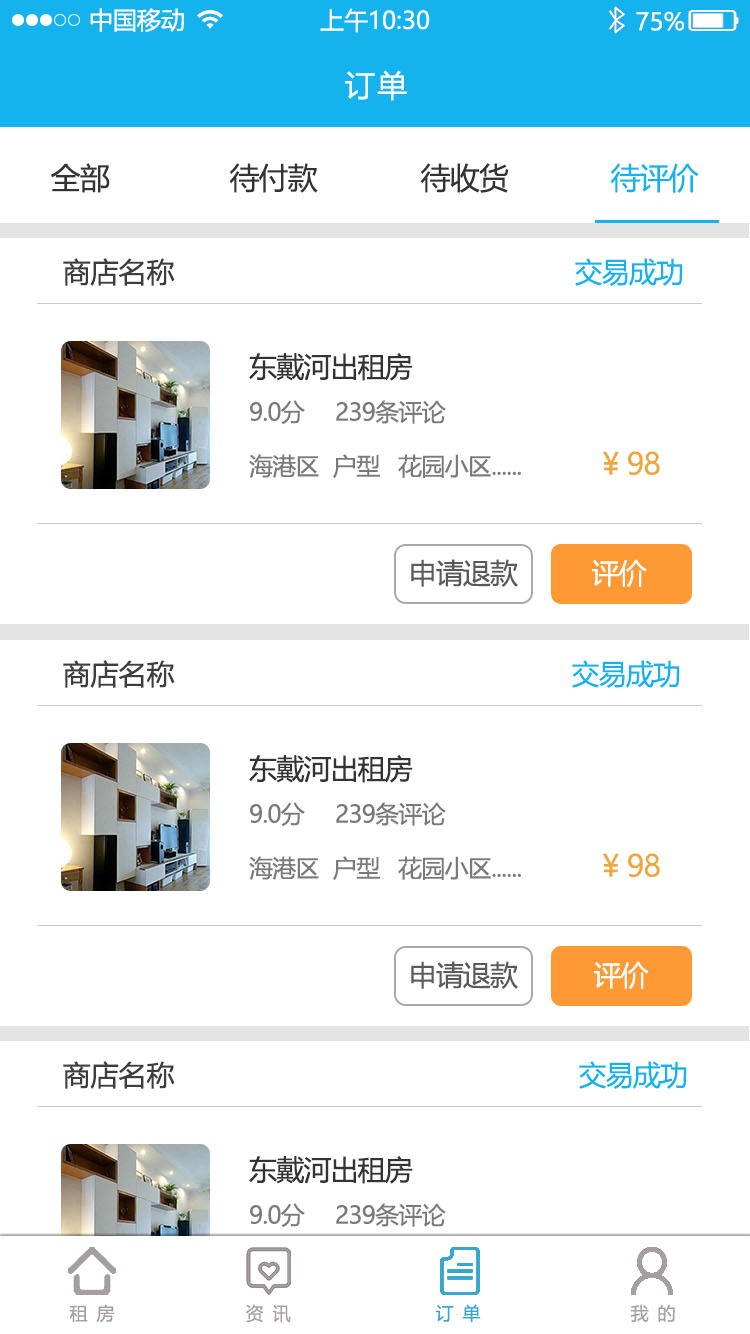 中国移动 上午10:30 75%
订单
全部 待付款 待收货 待评价
商店名称 交易成功
东戴河出租房
9.0分 239条评论
海港区 户型 花园小区...... ¥ 98
申请退款 评价
商店名称 交易成功
东戴河出租房
9.0分 239条评论
海港区 户型 花园小区...... ¥ 98
申请退款 评价
商店名称 交易成功
东戴河出租房
9.0分 239条评论
租房 资讯 订单 我的